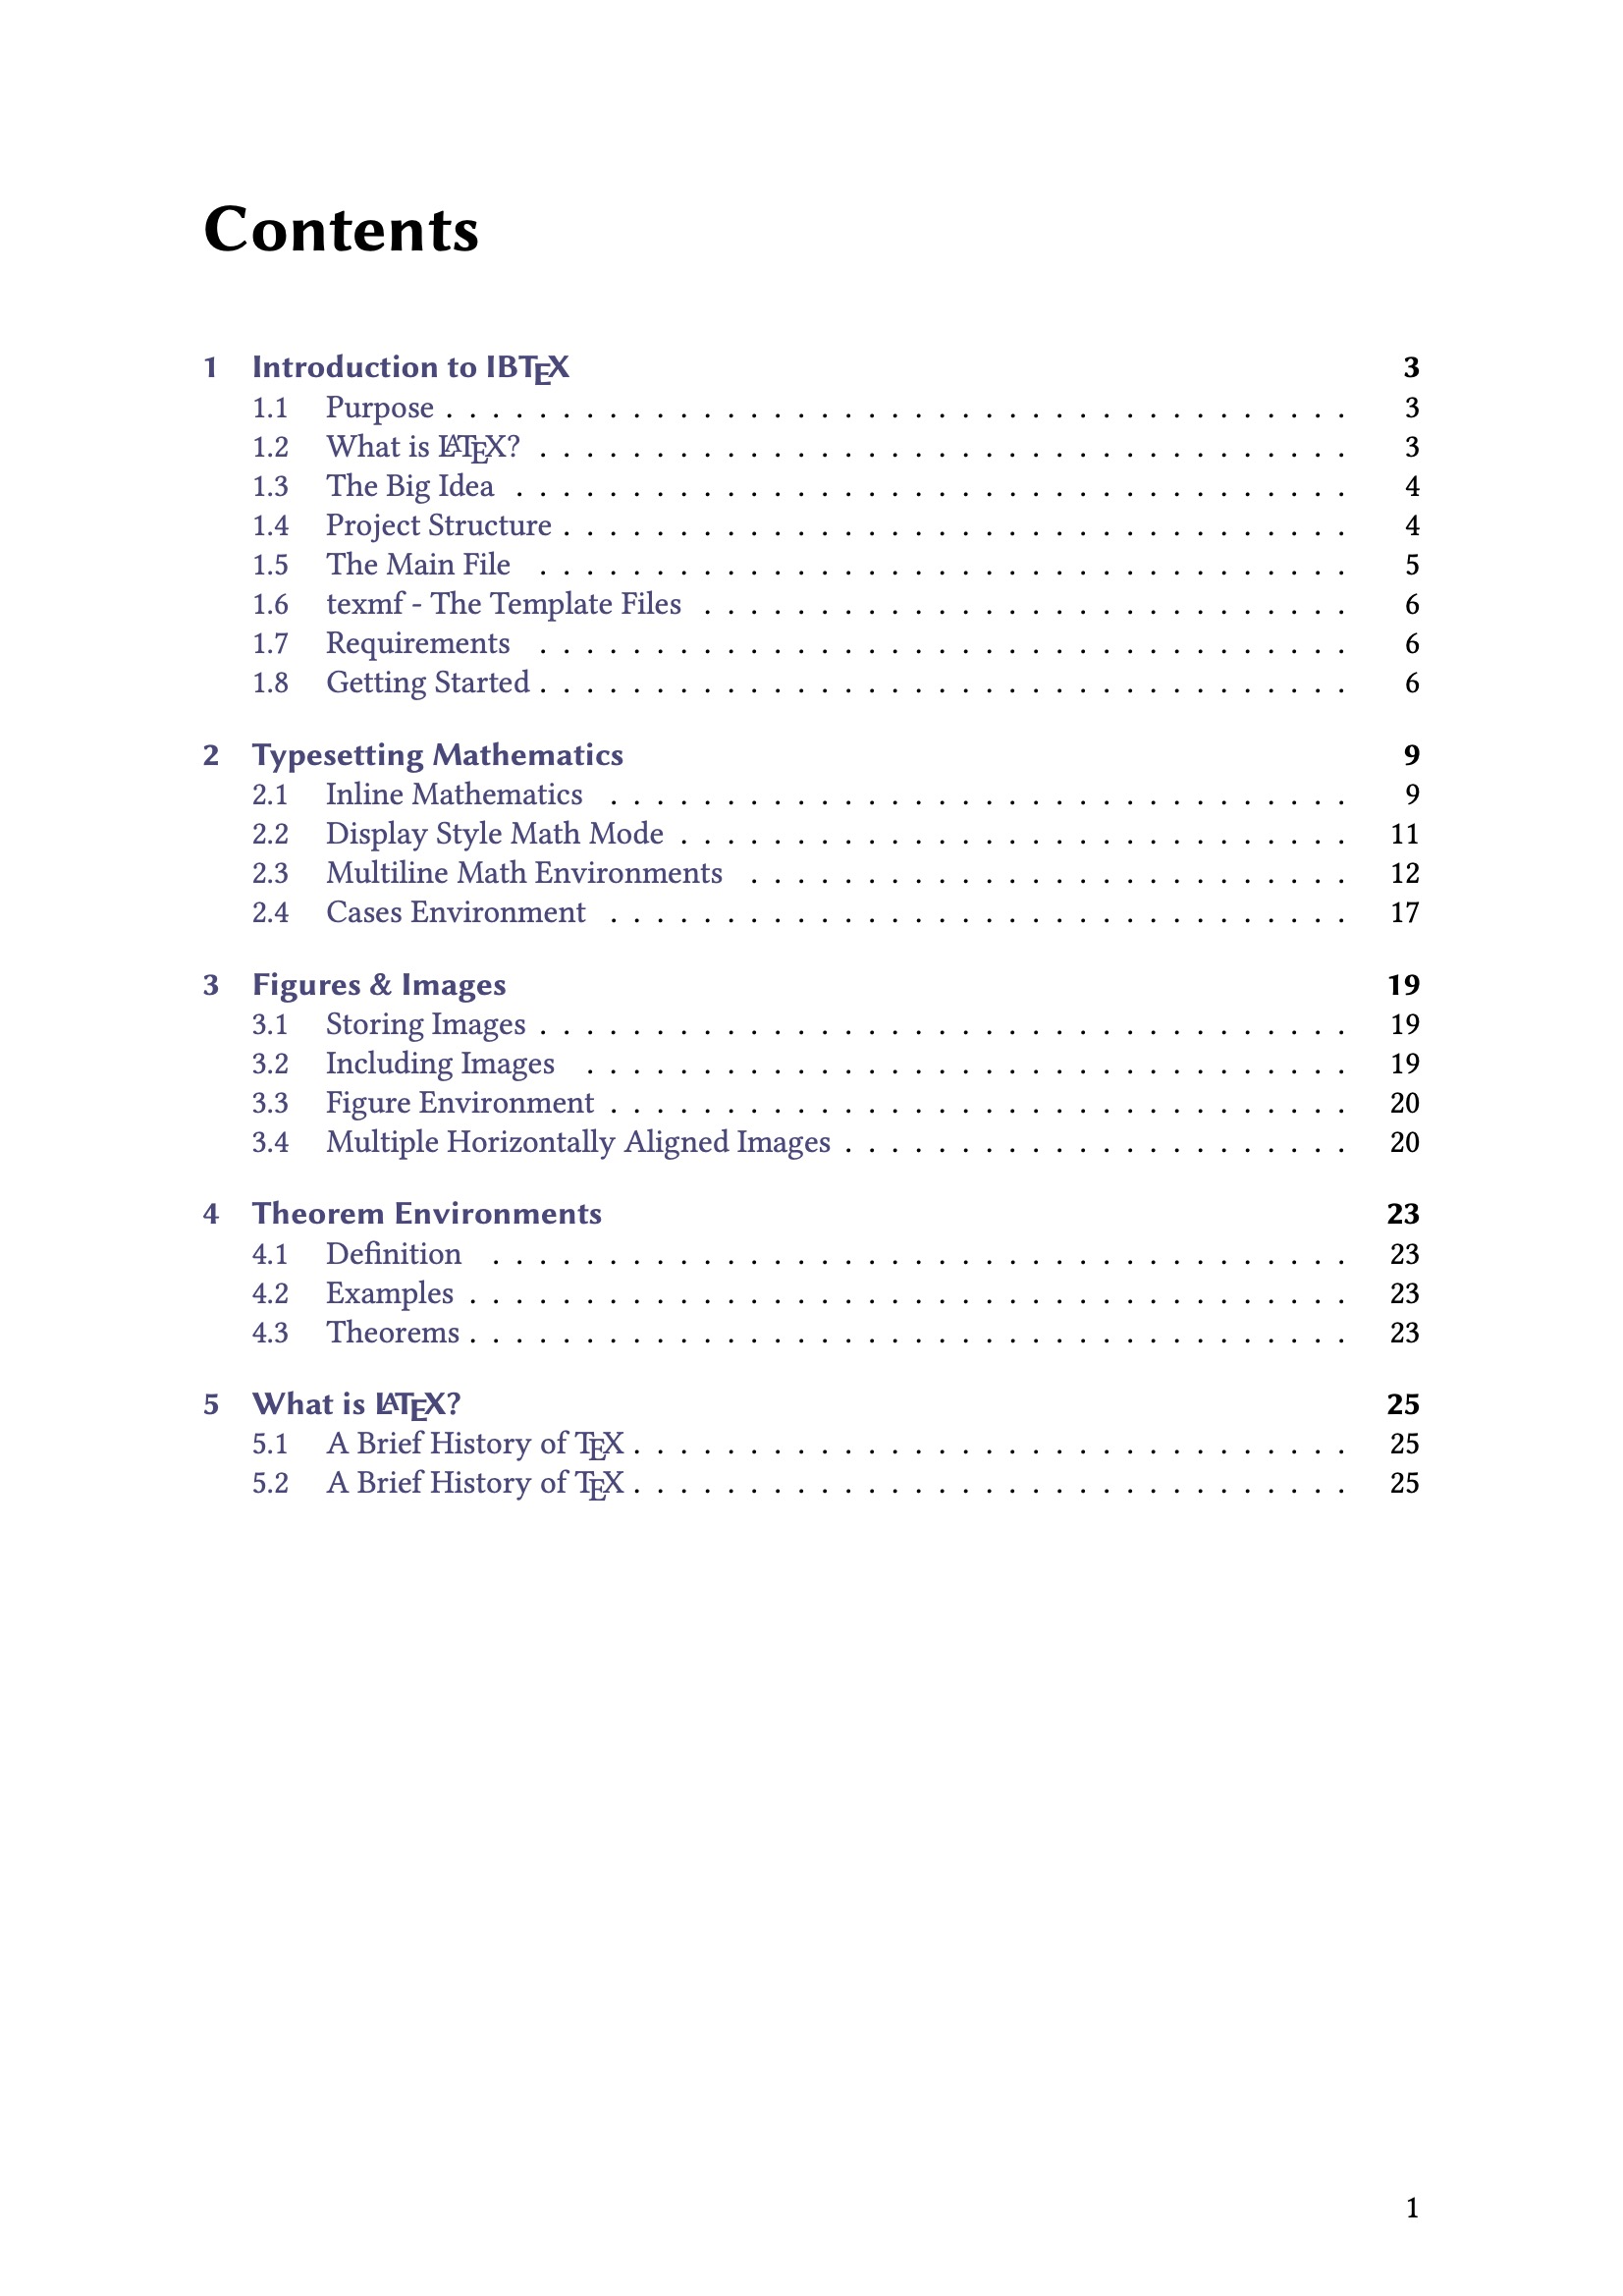 Contents
1 Introduction to IBTEX 3
1.1 Purpose . . . . . . . . . . . . . . . . . . . . . . . . . . . . . . . . . . . . . . . 3
1.2 What is LATEX? . . . . . . . . . . . . . . . . . . . . . . . . . . . . . . . . . . . 3
1.3 The Big Idea . . . . . . . . . . . . . . . . . . . . . . . . . . . . . . . . . . . . 4
1.4 Project Structure . . . . . . . . . . . . . . . . . . . . . . . . . . . . . . . . . . 4
1.5 The Main File . . . . . . . . . . . . . . . . . . . . . . . . . . . . . . . . . . . 5
1.6 texmf - The Template Files . . . . . . . . . . . . . . . . . . . . . . . . . . . . 6
1.7 Requirements . . . . . . . . . . . . . . . . . . . . . . . . . . . . . . . . . . . 6
1.8 Getting Started . . . . . . . . . . . . . . . . . . . . . . . . . . . . . . . . . . . 6
2 Typesetting Mathematics 9
2.1 Inline Mathematics . . . . . . . . . . . . . . . . . . . . . . . . . . . . . . . . 9
2.2 Display Style Math Mode . . . . . . . . . . . . . . . . . . . . . . . . . . . . . 11
2.3 Multiline Math Environments . . . . . . . . . . . . . . . . . . . . . . . . . . 12
2.4 Cases Environment . . . . . . . . . . . . . . . . . . . . . . . . . . . . . . . . 17
3 Figures & Images 19
3.1 Storing Images . . . . . . . . . . . . . . . . . . . . . . . . . . . . . . . . . . . 19
3.2 Including Images . . . . . . . . . . . . . . . . . . . . . . . . . . . . . . . . . 19
3.3 Figure Environment . . . . . . . . . . . . . . . . . . . . . . . . . . . . . . . . 20
3.4 Multiple Horizontally Aligned Images . . . . . . . . . . . . . . . . . . . . . . 20
4 Theorem Environments 23
4.1 Definition . . . . . . . . . . . . . . . . . . . . . . . . . . . . . . . . . . . . . 23
4.2 Examples . . . . . . . . . . . . . . . . . . . . . . . . . . . . . . . . . . . . . . 23
4.3 Theorems . . . . . . . . . . . . . . . . . . . . . . . . . . . . . . . . . . . . . . 23
5 What is LATEX? 25
5.1 A Brief History of TEX . . . . . . . . . . . . . . . . . . . . . . . . . . . . . . . 25
5.2 A Brief History of TEX . . . . . . . . . . . . . . . . . . . . . . . . . . . . . . . 25
1